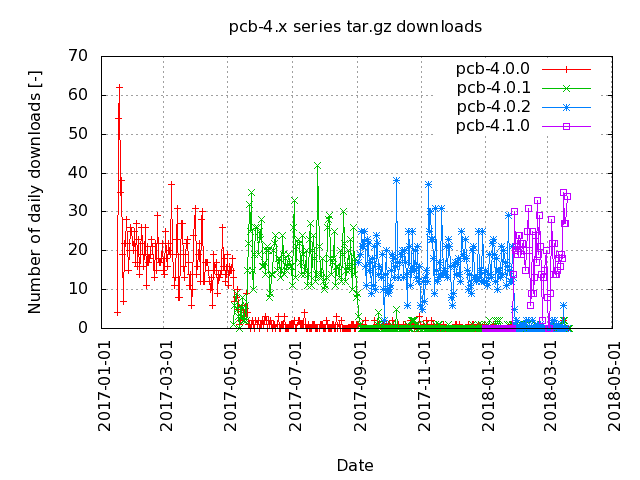 pcb-4.x series tar.gz downloads
Number of daily downloads [-]
70
60
50
40
30
20
10
0
pcb-4.0.0
pcb-4.0.1
pcb-4.0.2
pcb-4.1.0
2017-01-01
2017-03-01
2017-05-01
2017-07-01
2017-09-01
2017-11-01
2018-01-01
2018-03-01
2018-05-01
Date